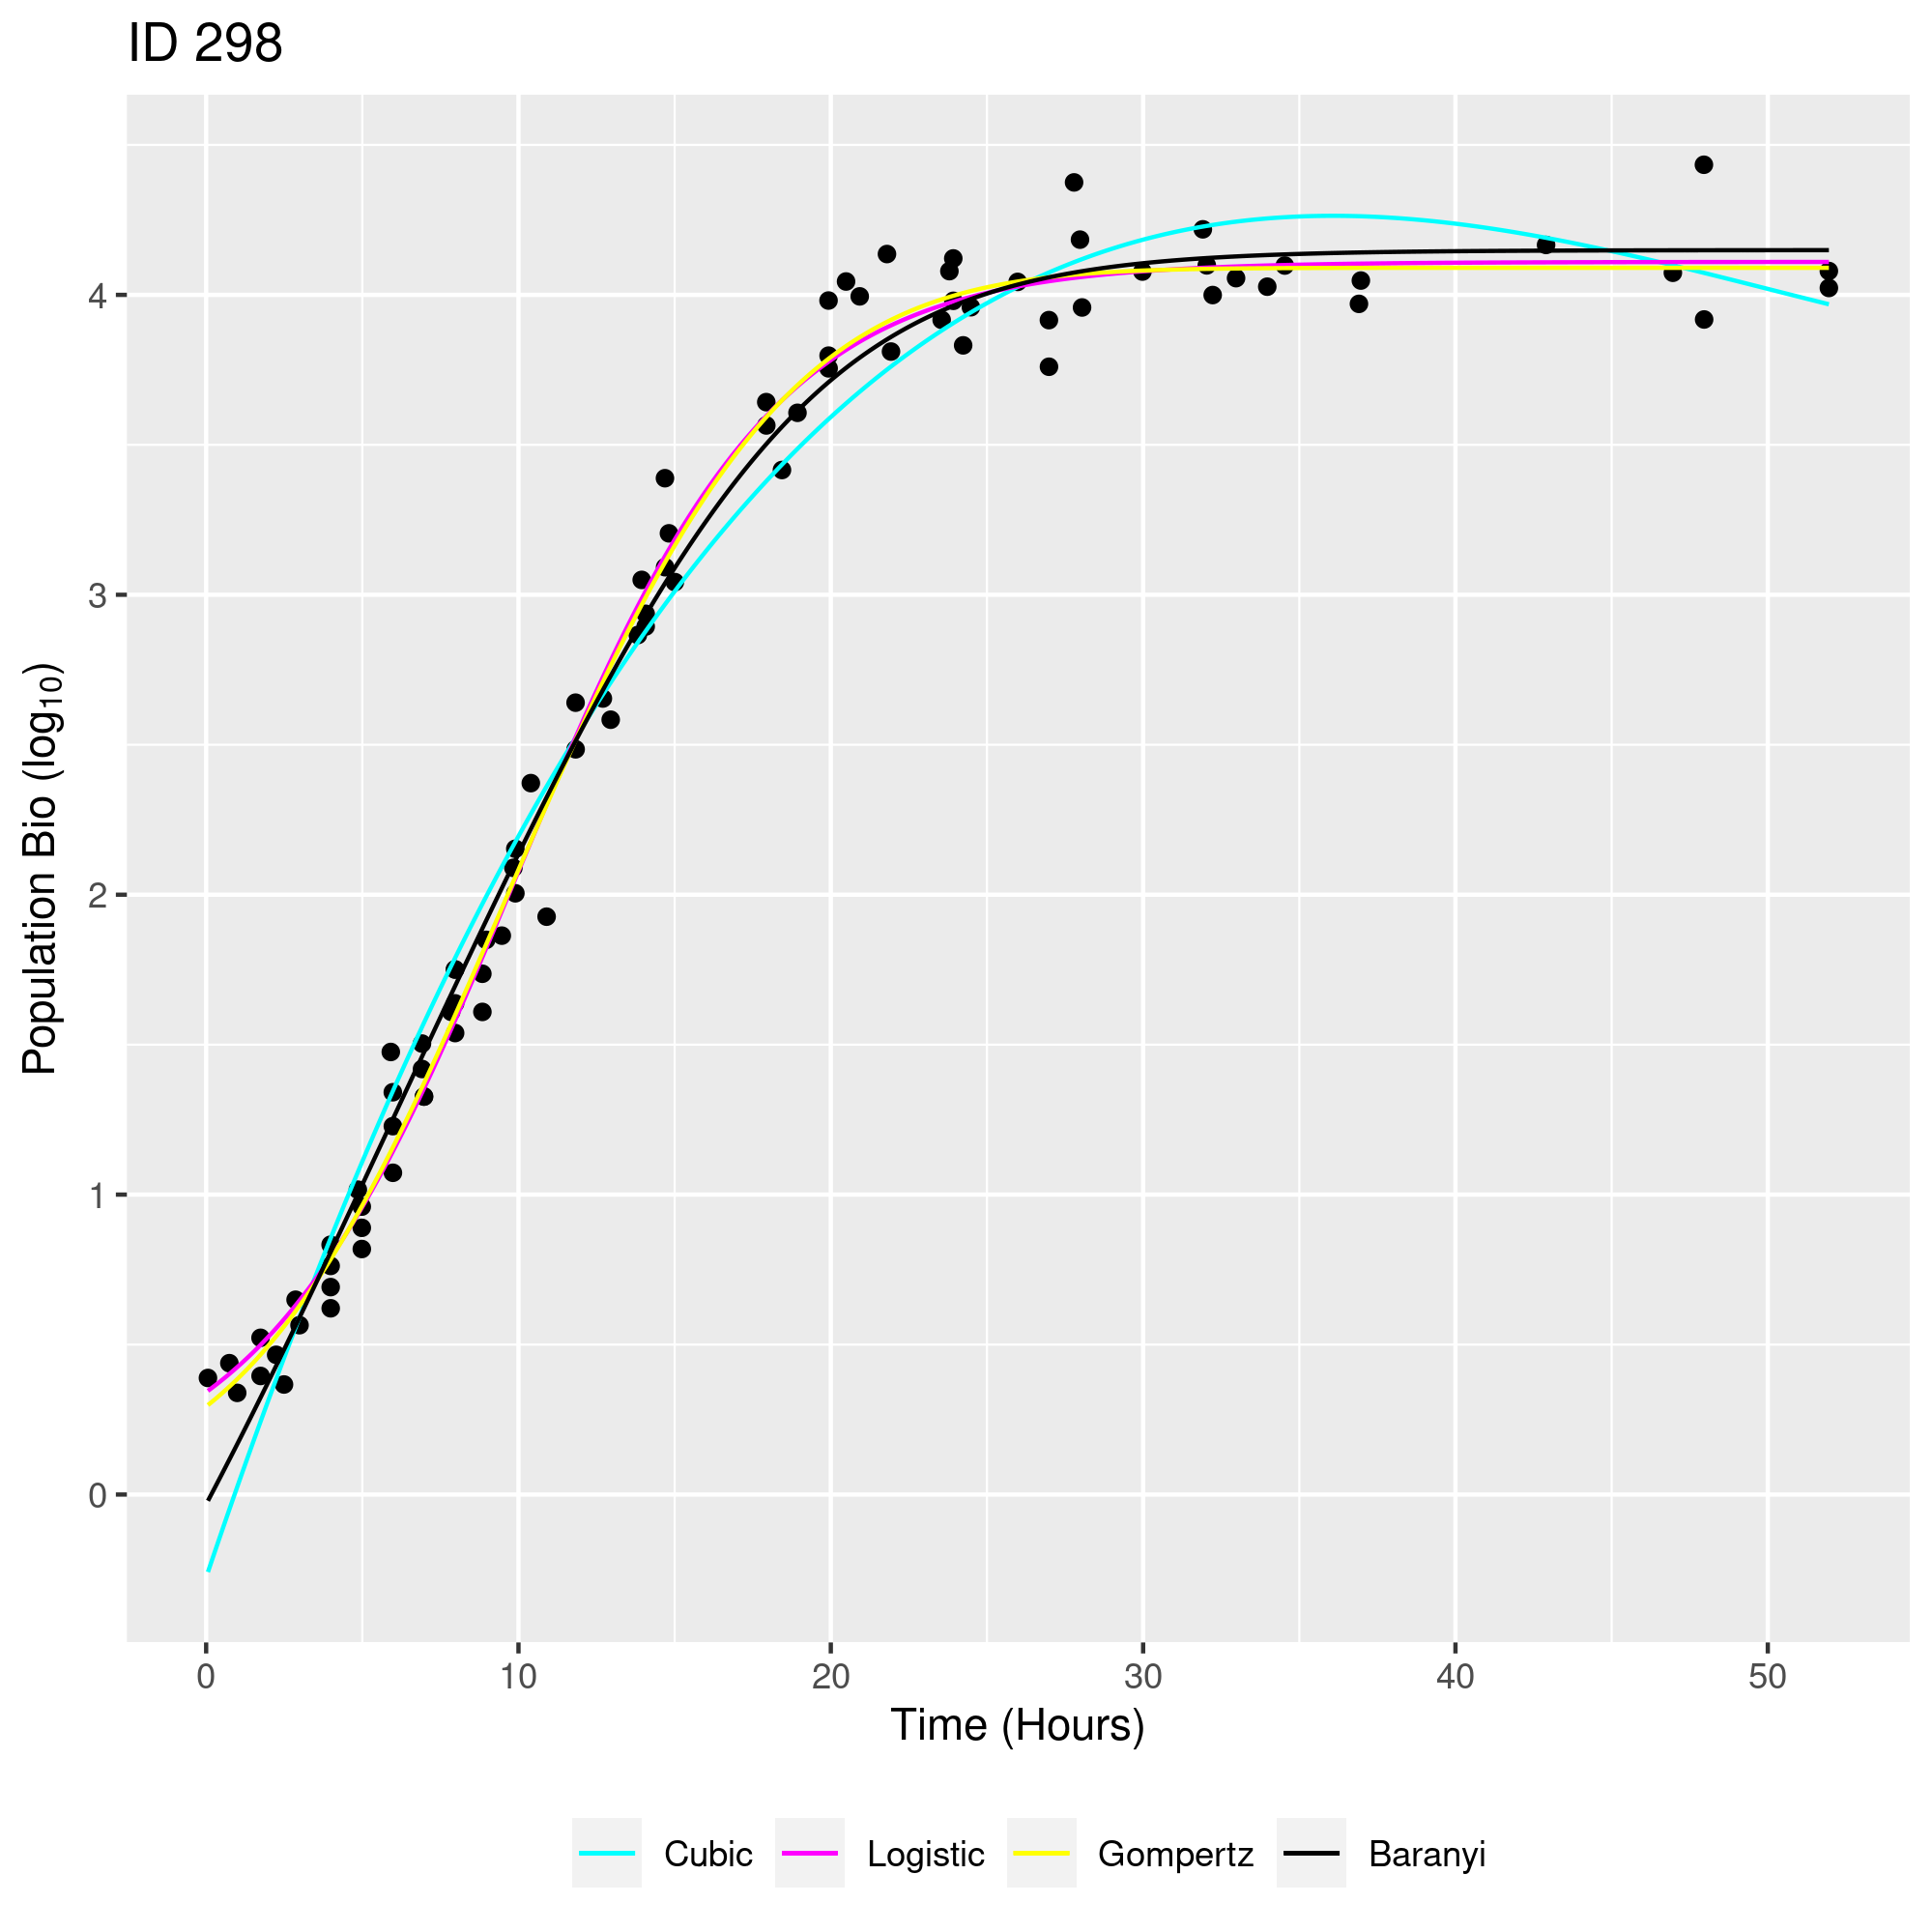 ID 298
Population Bio (log₁₀)
4
3
2
1
0
0 10 20 30 40 50
Time (Hours)
Cubic Logistic Gompertz Baranyi